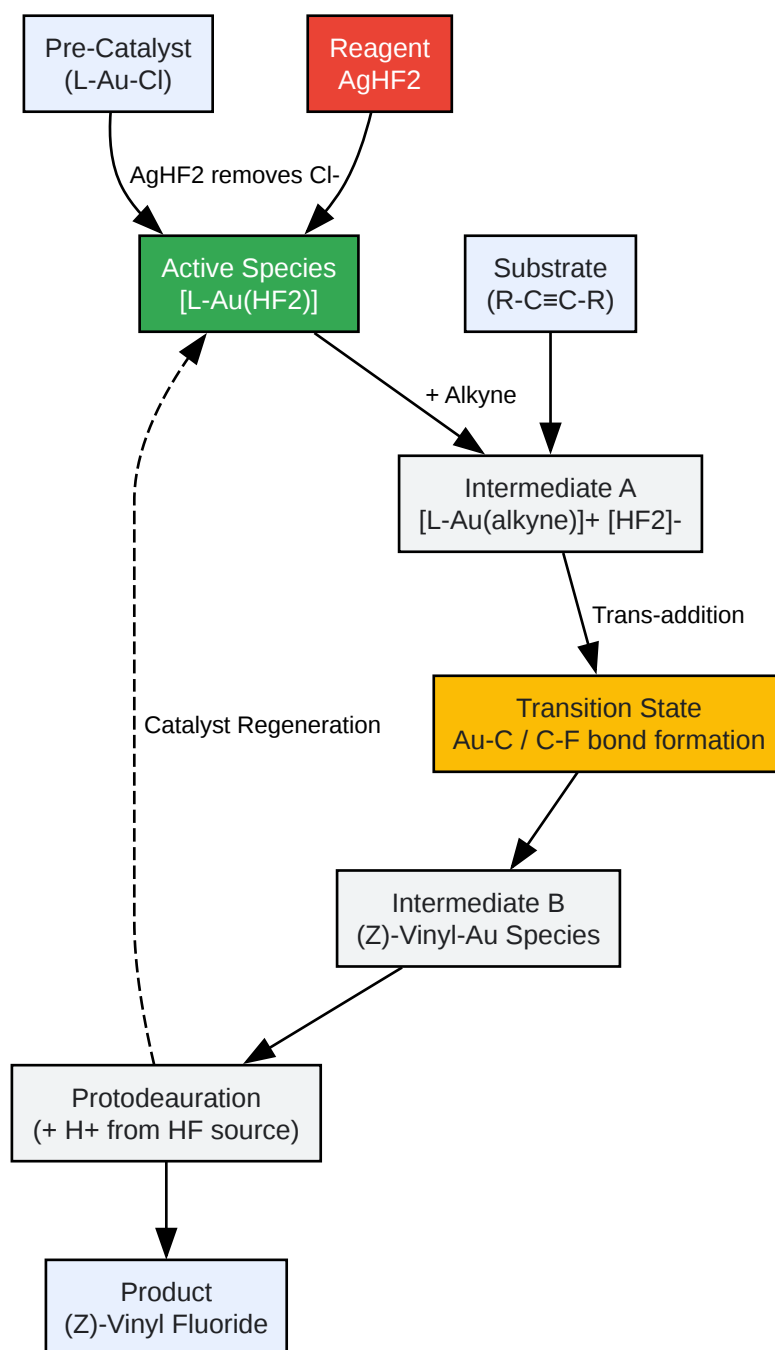 Pre-Catalyst
(L-Au-Cl)
Reagent
AgHF2
AgHF2 removes Cl-
Active Species
[L-Au(HF2)]
Substrate
(R-C≡C-R)
+ Alkyne
Intermediate A
[L-Au(alkyne)]+ [HF2]-
Trans-addition
Transition State
Au-C / C-F bond formation
Catalyst Regeneration
Intermediate B
(Z)-Vinyl-Au Species
Protodeauration
(+ H+ from HF source)
Product
(Z)-Vinyl Fluoride